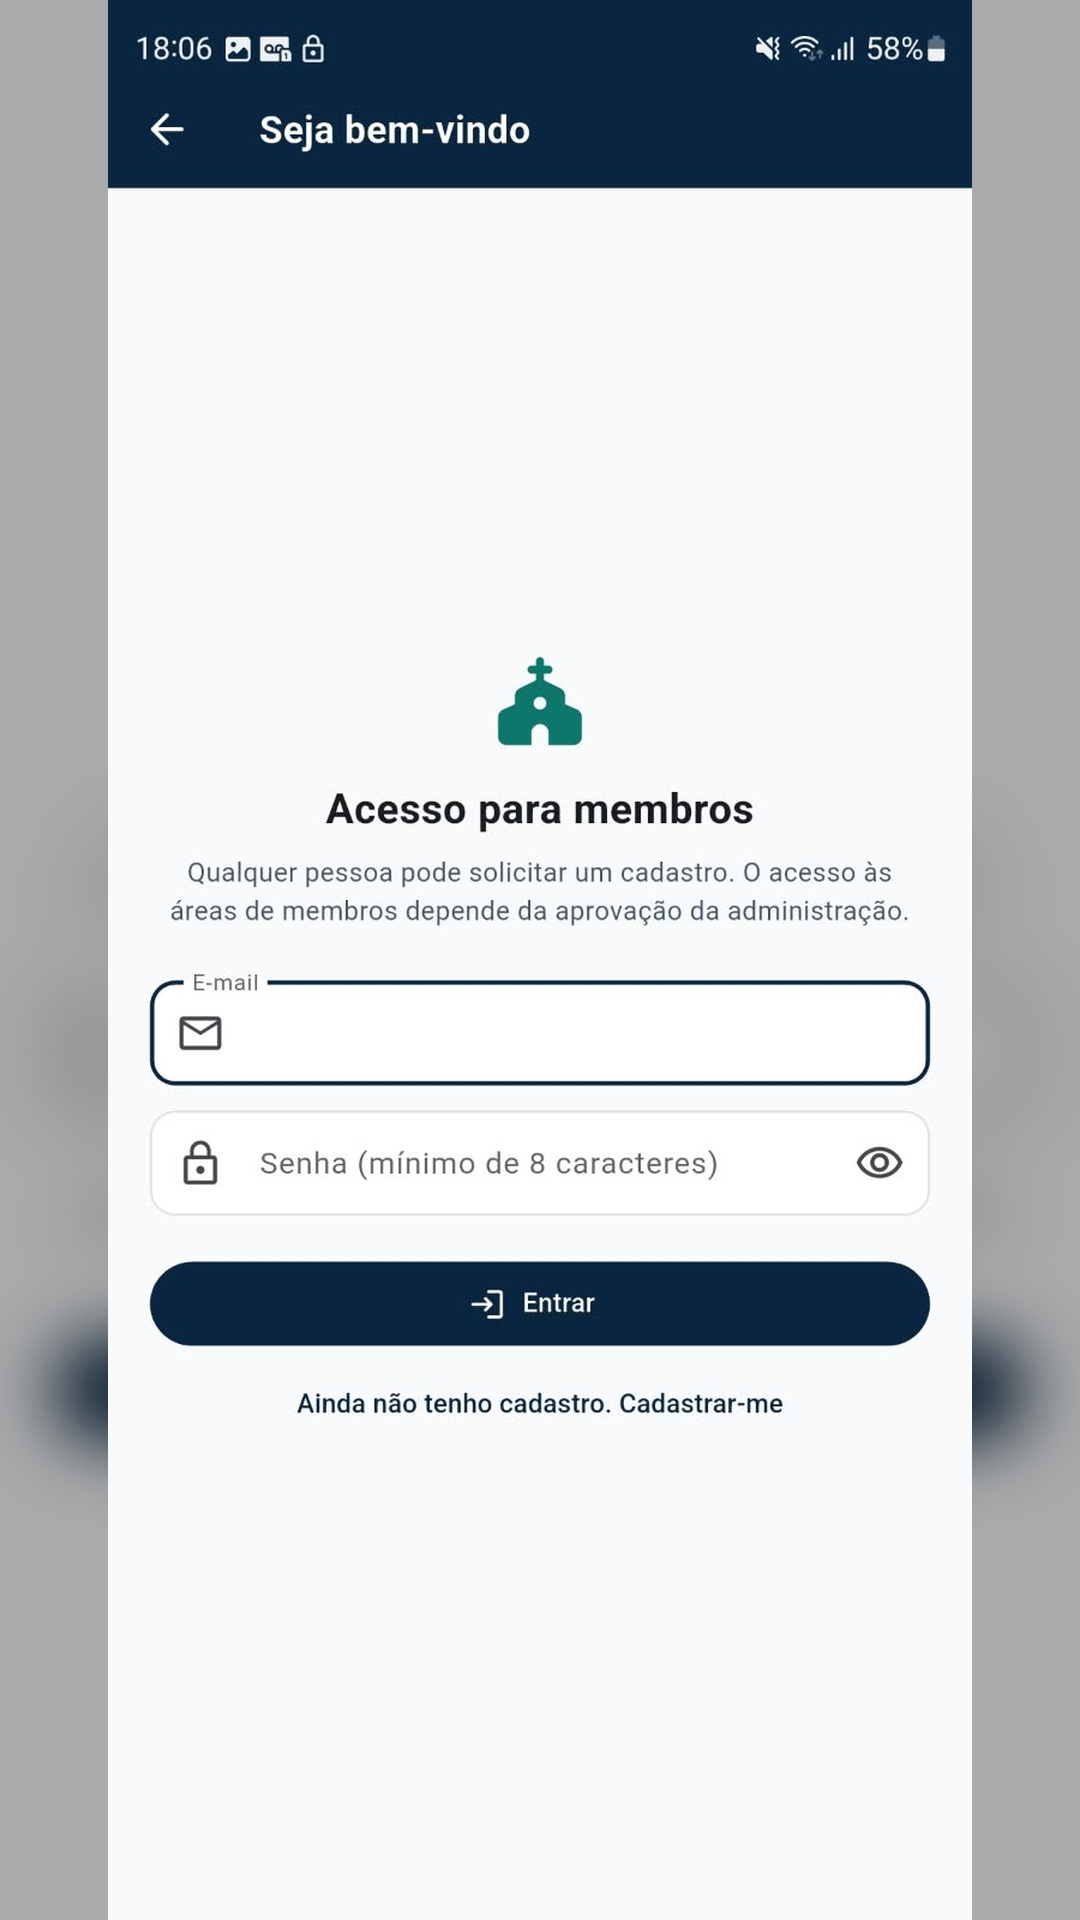 18:06
58%
Seja bem-vindo
Acesso para membros
Qualquer pessoa pode solicitar um cadastro. O acesso às
áreas de membros depende da aprovação da administração.
E-mail
Senha (mínimo de 8 caracteres)
Entrar
Ainda não tenho cadastro. Cadastrar-me